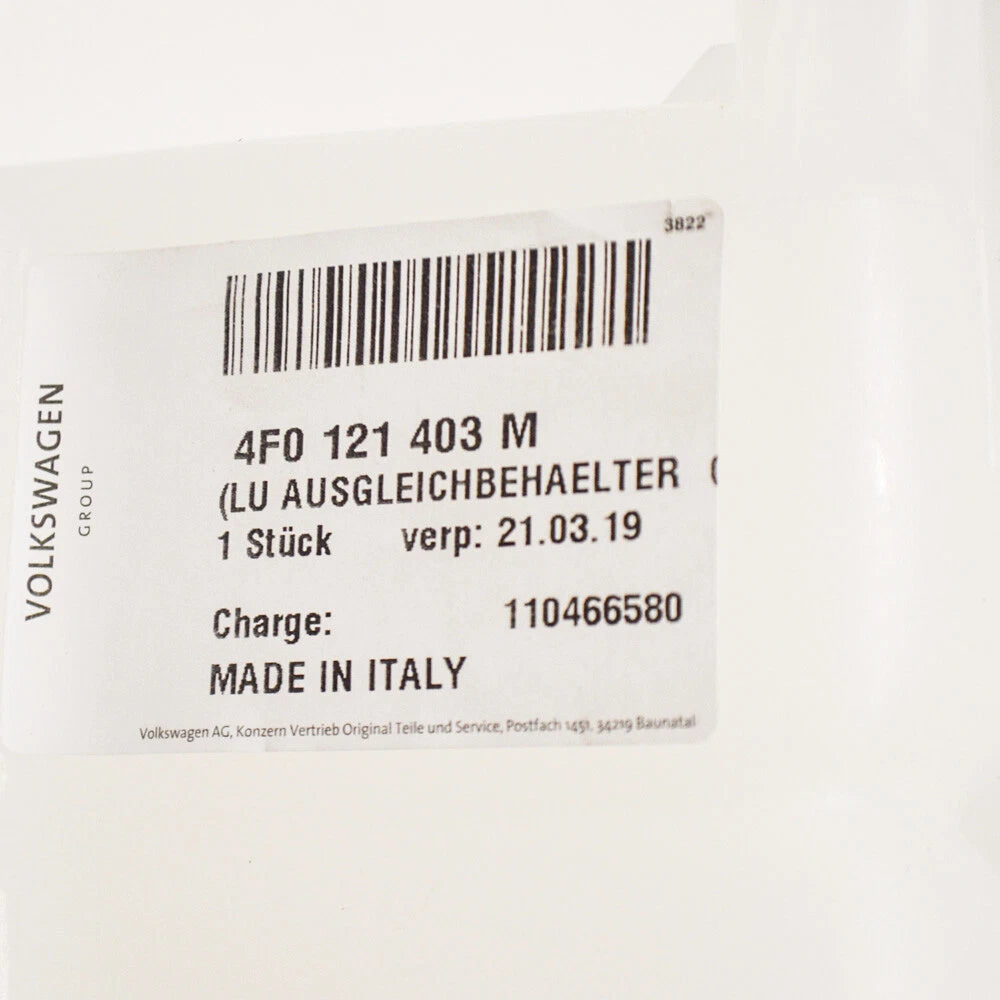 3822
4F0 121 403 M
(LU AUSGLEICHBEHAELTER (
1 Stück verp: 21.03.19
Charge: 110466580
MADE IN ITALY
Volkswagen AG, Konzern Vertrieb Original Teile und Service, Postfach 1451, 34219 Baunatal
VOLKSWAGEN
GROUP